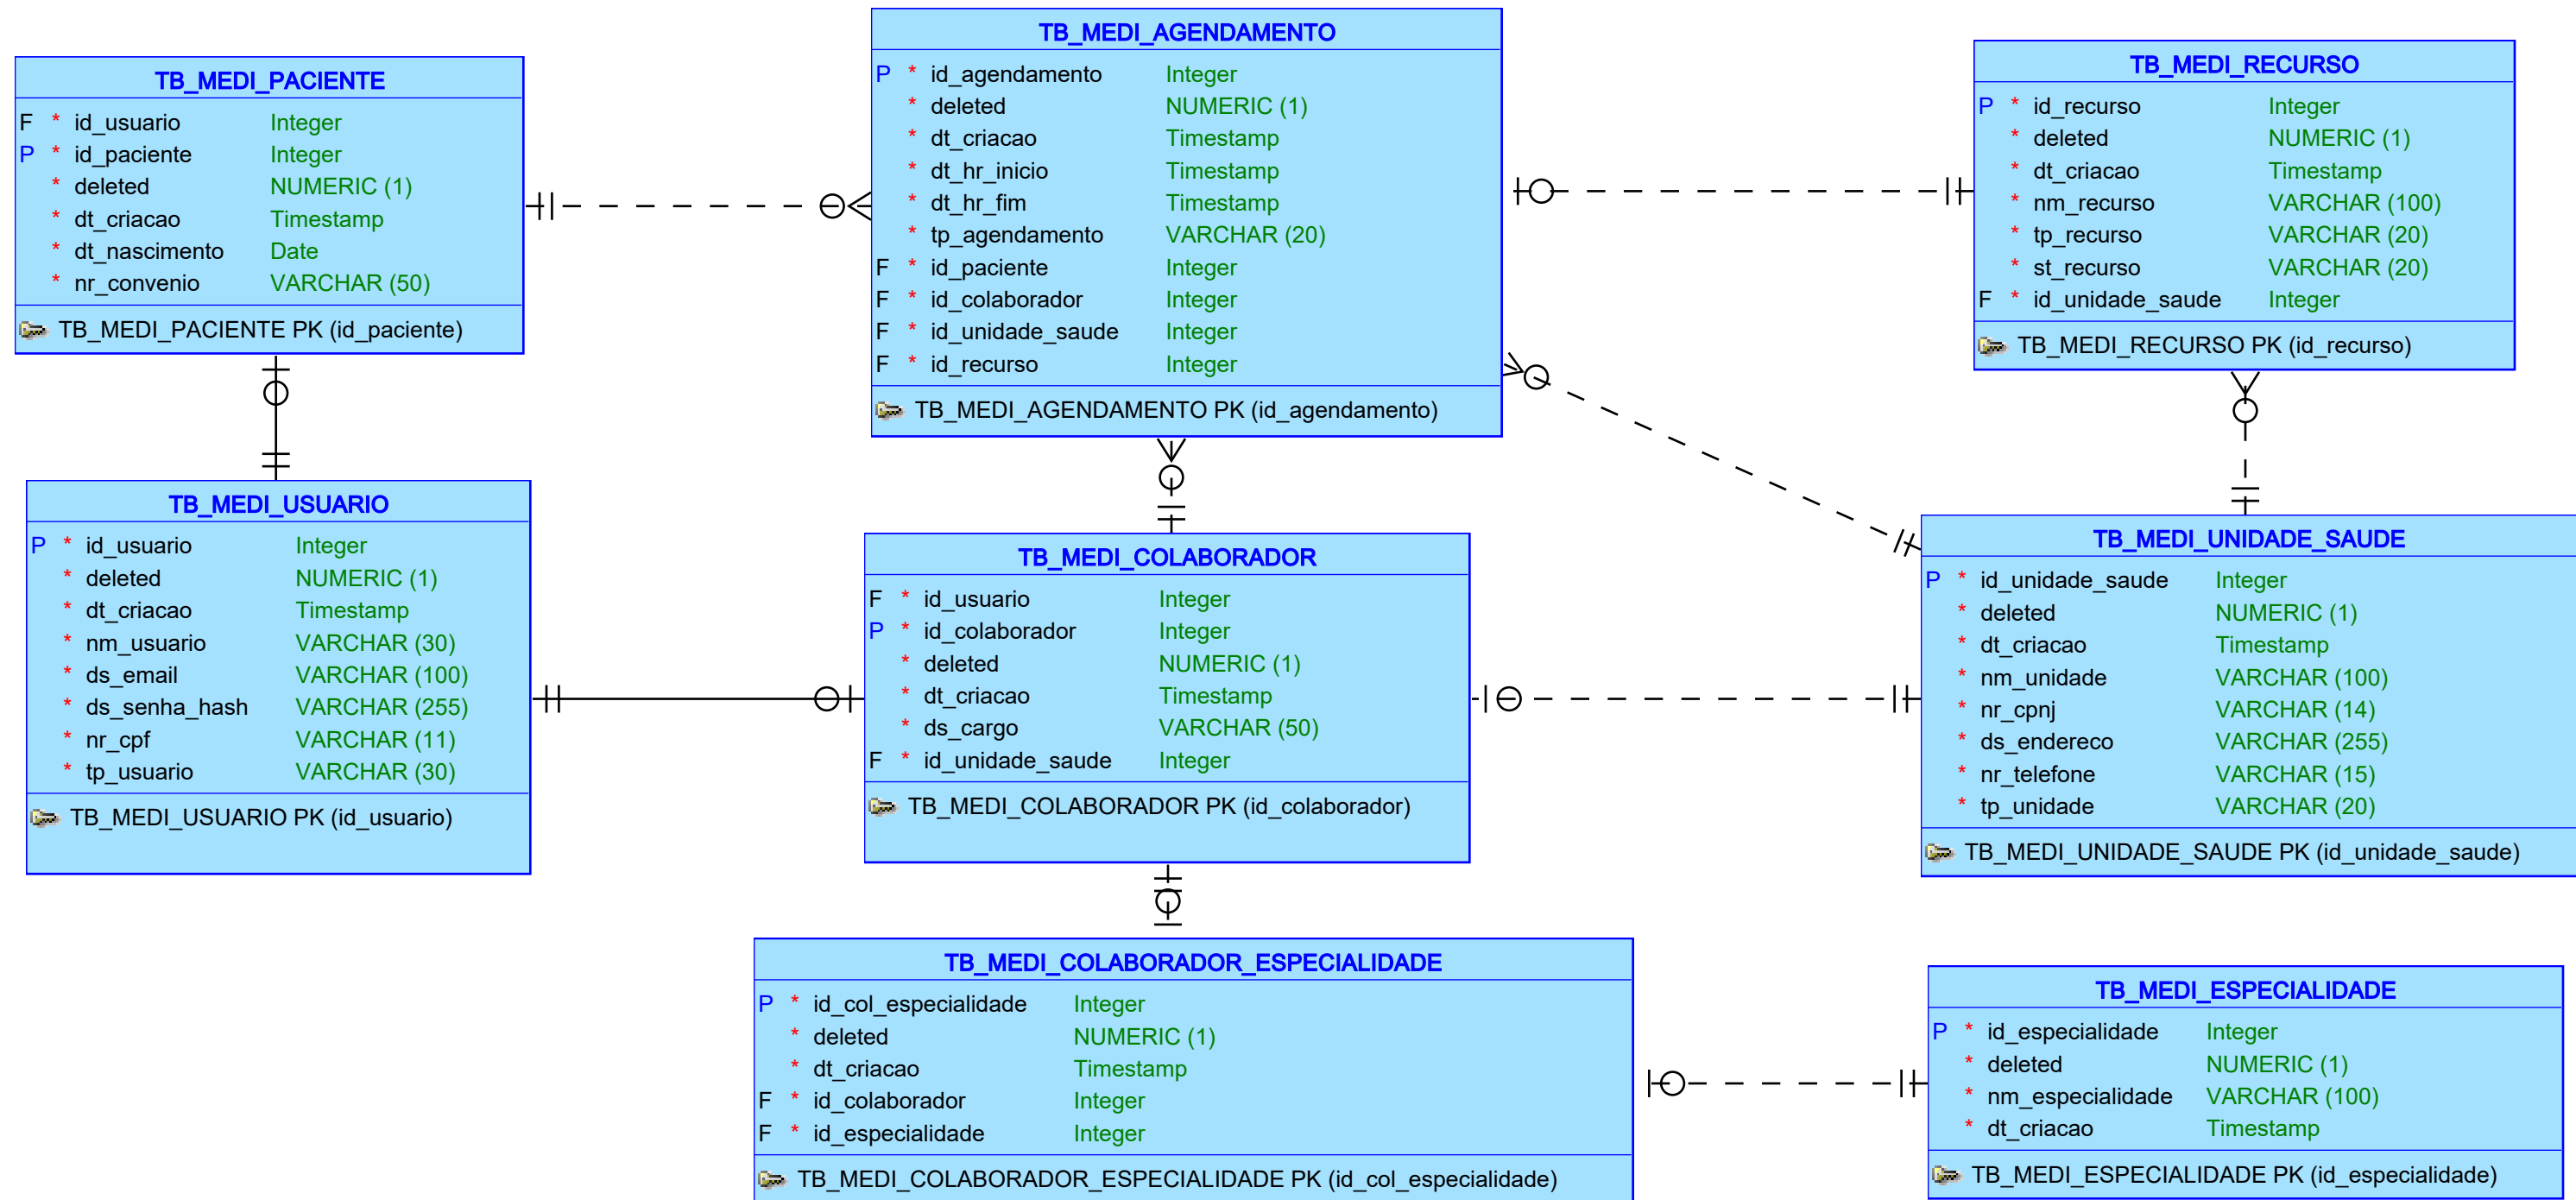 TB_MEDI_PACIENTE
F * id_usuario Integer
P * id_paciente Integer
* deleted NUMERIC (1)
* dt_criacao Timestamp
* dt_nascimento Date
* nr_convenio VARCHAR (50)
TB_MEDI_PACIENTE PK (id_paciente)
TB_MEDI_AGENDAMENTO
P * id_agendamento Integer
* deleted NUMERIC (1)
* dt_criacao Timestamp
* dt_hr_inicio Timestamp
* dt_hr_fim Timestamp
* tp_agendamento VARCHAR (20)
F * id_paciente Integer
F * id_colaborador Integer
F * id_unidade_saude Integer
F * id_recurso Integer
TB_MEDI_AGENDAMENTO PK (id_agendamento)
TB_MEDI_RECURSO
P * id_recurso Integer
* deleted NUMERIC (1)
* dt_criacao Timestamp
* nm_recurso VARCHAR (100)
* tp_recurso VARCHAR (20)
* st_recurso VARCHAR (20)
F * id_unidade_saude Integer
TB_MEDI_RECURSO PK (id_recurso)
TB_MEDI_USUARIO
P * id_usuario Integer
* deleted NUMERIC (1)
* dt_criacao Timestamp
* nm_usuario VARCHAR (30)
* ds_email VARCHAR (100)
* ds_senha_hash VARCHAR (255)
* nr_cpf VARCHAR (11)
* tp_usuario VARCHAR (30)
TB_MEDI_USUARIO PK (id_usuario)
TB_MEDI_COLABORADOR
F * id_usuario Integer
P * id_colaborador Integer
* deleted NUMERIC (1)
* dt_criacao Timestamp
* ds_cargo VARCHAR (50)
F * id_unidade_saude Integer
TB_MEDI_COLABORADOR PK (id_colaborador)
TB_MEDI_UNIDADE_SAUDE
P * id_unidade_saude Integer
* deleted NUMERIC (1)
* dt_criacao Timestamp
* nm_unidade VARCHAR (100)
* nr_cpnj VARCHAR (14)
* ds_endereco VARCHAR (255)
* nr_telefone VARCHAR (15)
* tp_unidade VARCHAR (20)
TB_MEDI_UNIDADE_SAUDE PK (id_unidade_saude)
TB_MEDI_COLABORADOR_ESPECIALIDADE
P * id_col_especialidade Integer
* deleted NUMERIC (1)
* dt_criacao Timestamp
F * id_colaborador Integer
F * id_especialidade Integer
TB_MEDI_COLABORADOR_ESPECIALIDADE PK (id_col_especialidade)
TB_MEDI_ESPECIALIDADE
P * id_especialidade Integer
* deleted NUMERIC (1)
* nm_especialidade VARCHAR (100)
* dt_criacao Timestamp
TB_MEDI_ESPECIALIDADE PK (id_especialidade)